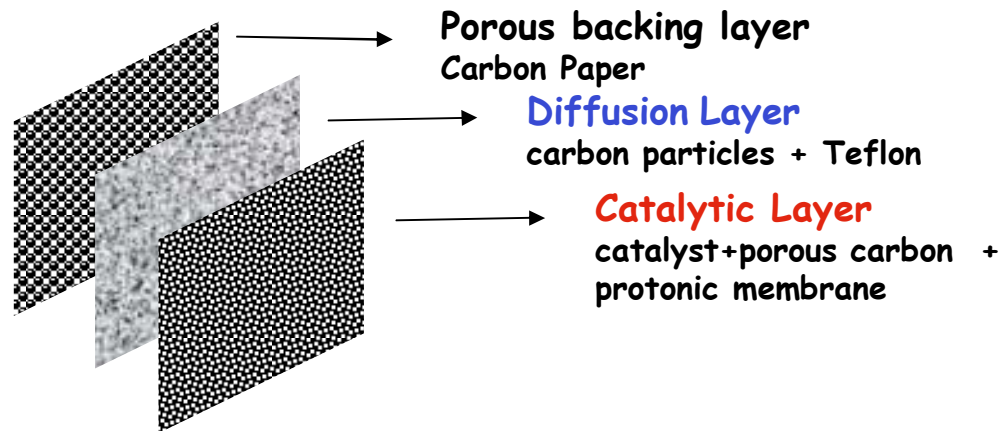 Porous backing layer
Carbon Paper
Diffusion Layer
carbon particles + Teflon
Catalytic Layer
catalyst+porous carbon +
protonic membrane